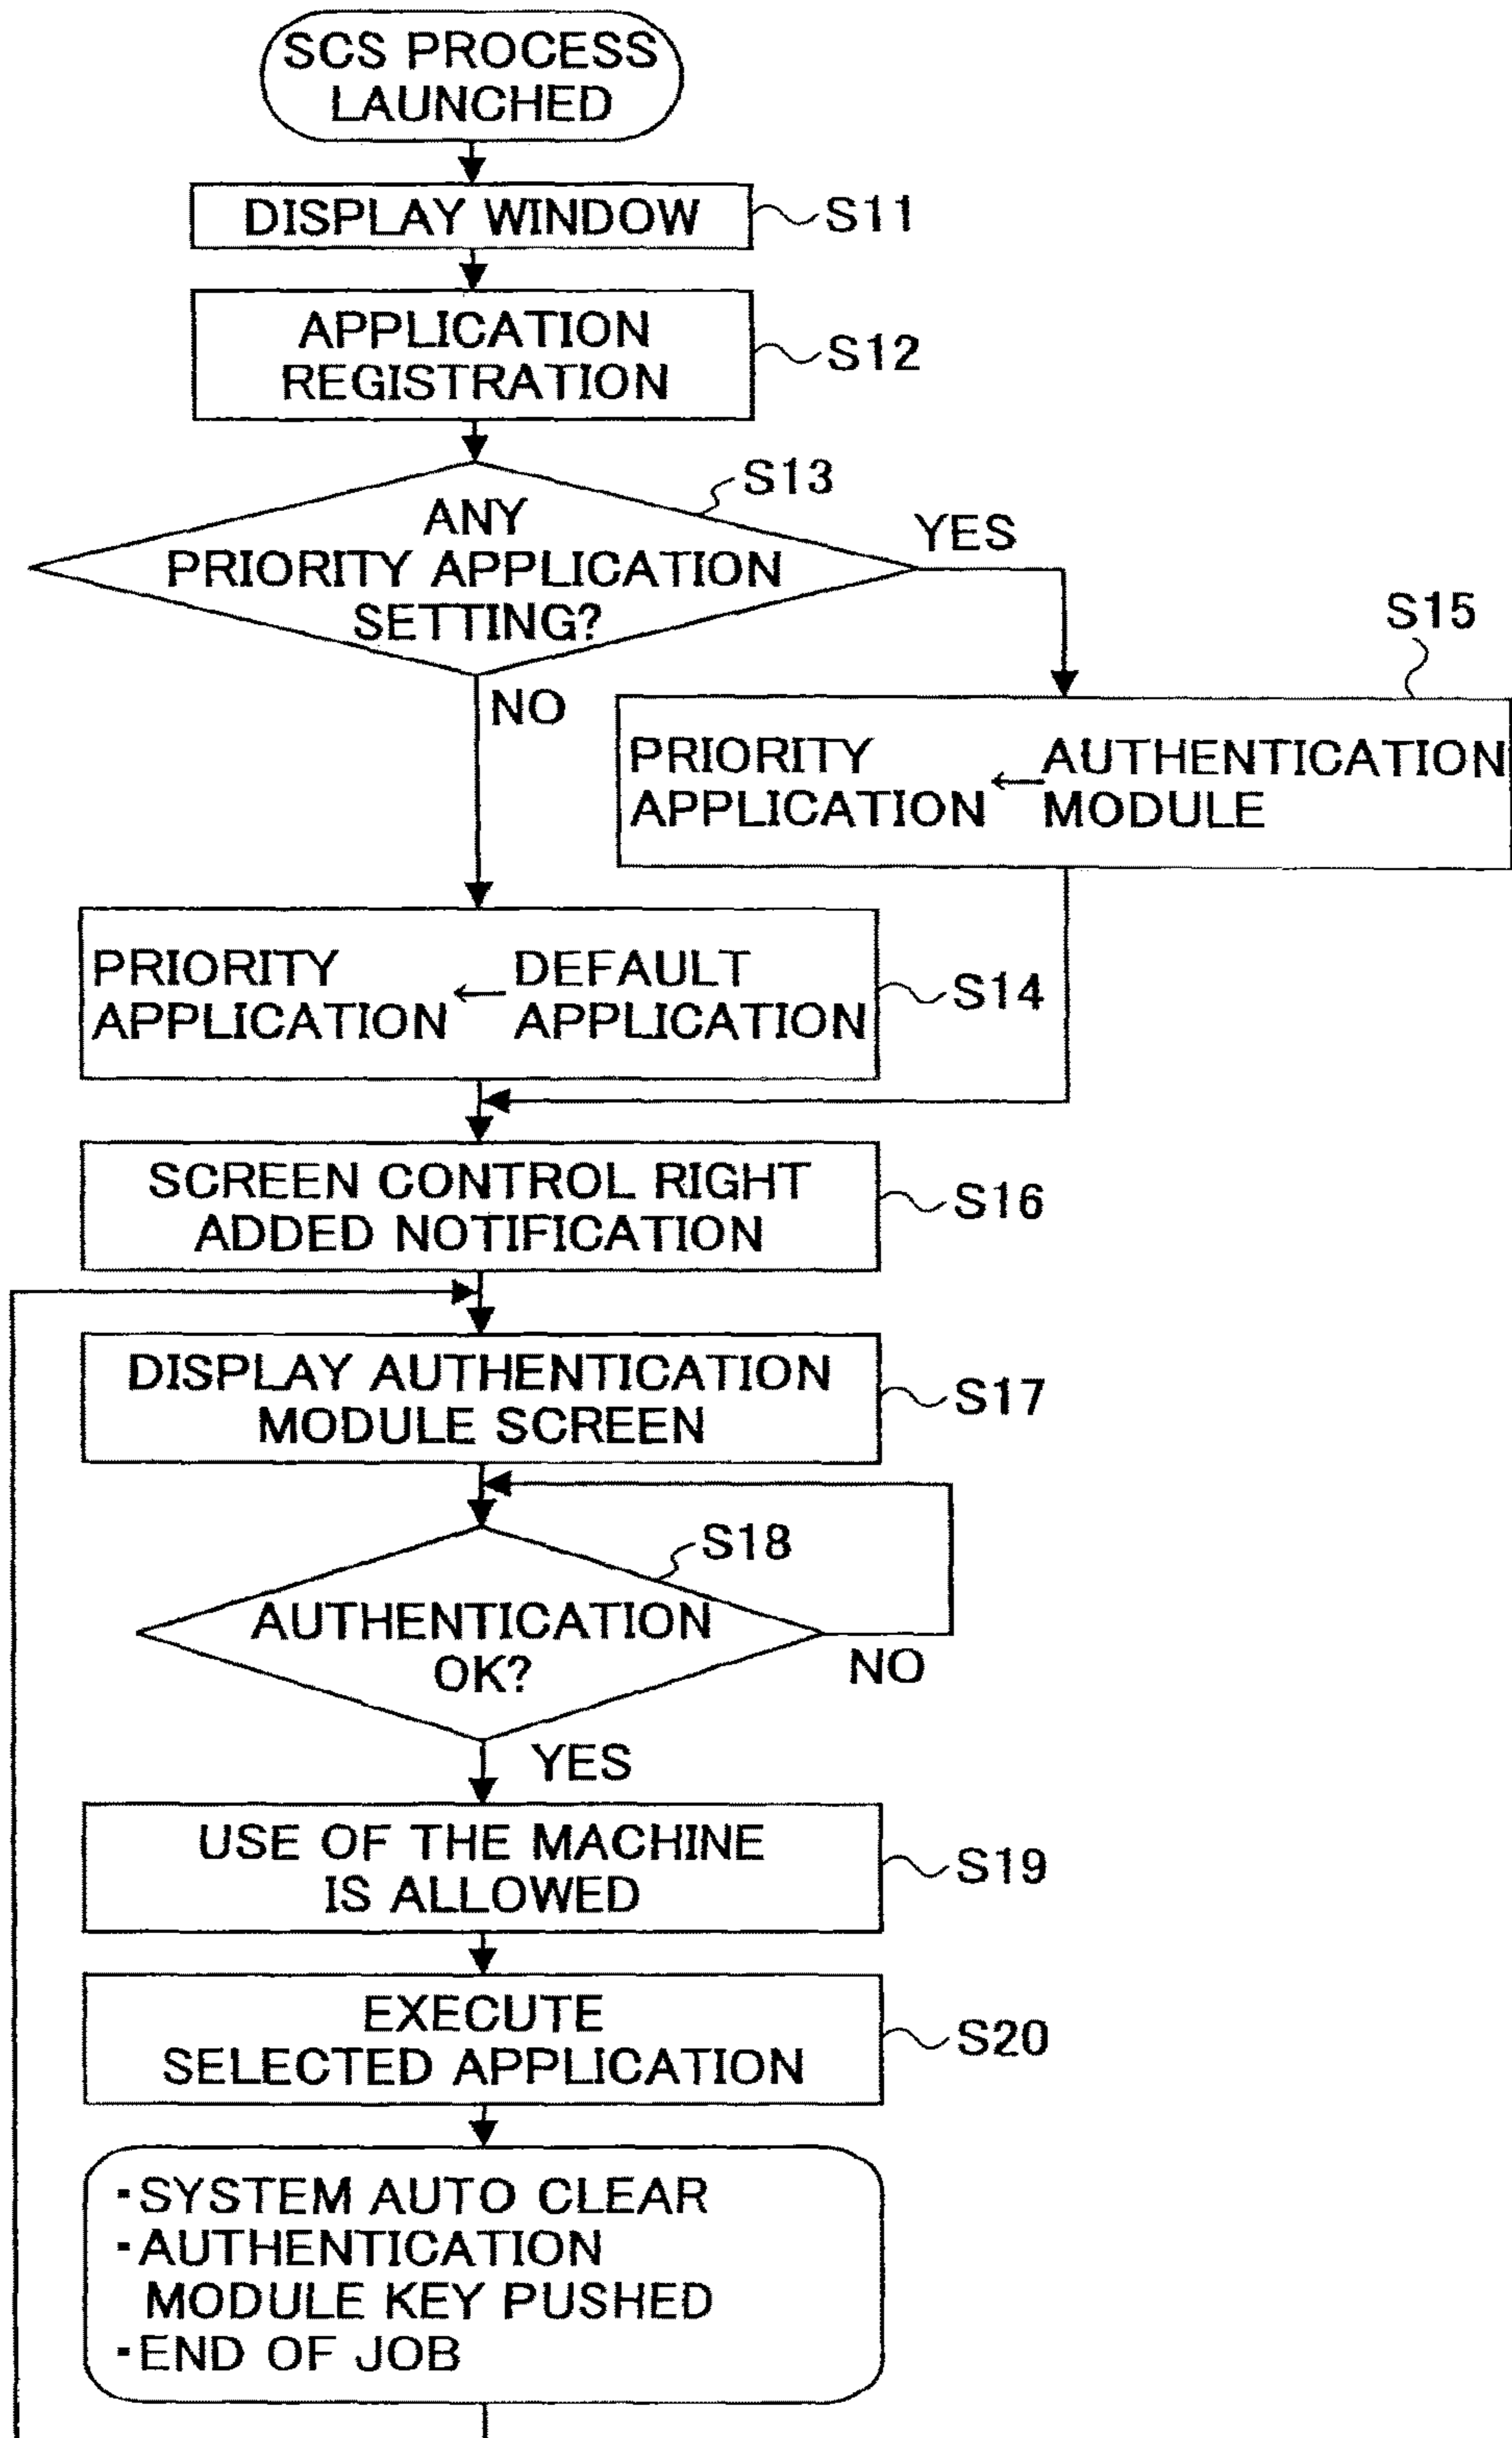 SCS PROCESS
LAUNCHED
DISPLAY WINDOW
S11
APPLICATION
REGISTRATION
S12
S13
ANY
PRIORITY APPLICATION
SETTING?
YES
NO
S15
PRIORITY
APPLICATION
←
AUTHENTICATION
MODULE
PRIORITY
APPLICATION
←
DEFAULT
APPLICATION
S14
SCREEN CONTROL RIGHT
ADDED NOTIFICATION
S16
DISPLAY AUTHENTICATION
MODULE SCREEN
S17
S18
AUTHENTICATION
OK?
NO
YES
USE OF THE MACHINE
IS ALLOWED
S19
EXECUTE
SELECTED APPLICATION
S20
▪SYSTEM AUTO CLEAR
▪AUTHENTICATION
MODULE KEY PUSHED
▪END OF JOB